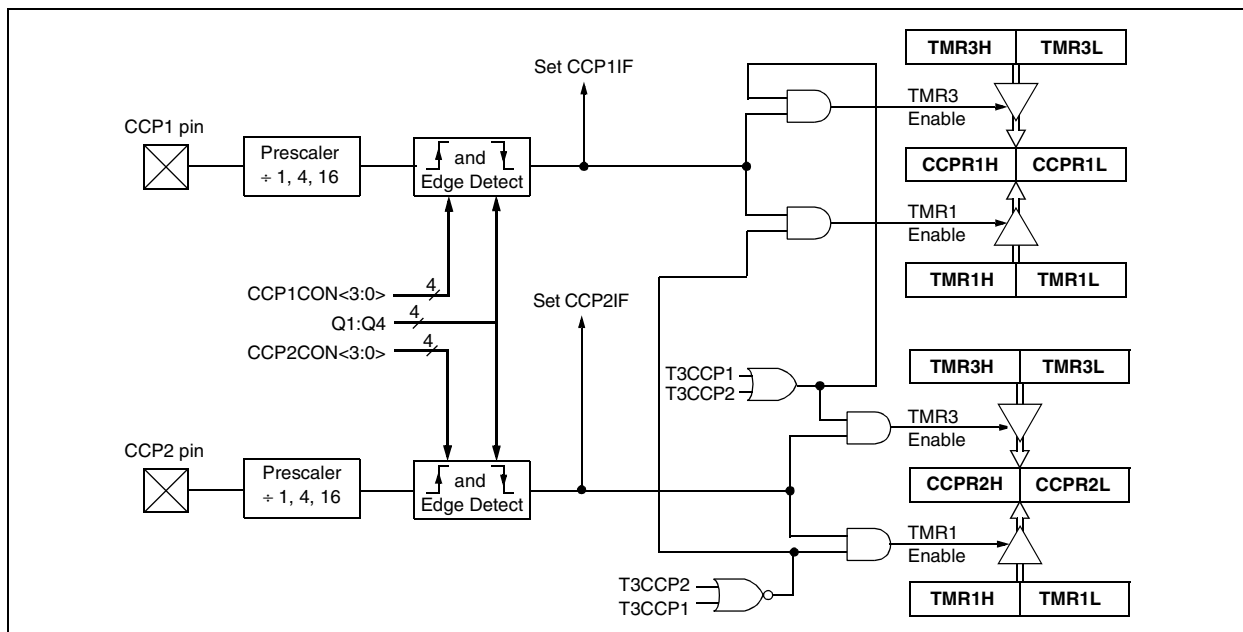 TMR3H TMR3L
Set CCP1IF
TMR3
Enable
CCP1 pin
Prescaler
÷ 1, 4, 16
and
Edge Detect
CCPR1H CCPR1L
TMR1
Enable
TMR1H TMR1L
CCP1CON<3:0>
4
Q1:Q4
4
CCP2CON<3:0>
4
Set CCP2IF
TMR3H TMR3L
T3CCP1
T3CCP2
TMR3
Enable
CCP2 pin
Prescaler
÷ 1, 4, 16
and
Edge Detect
CCPR2H CCPR2L
TMR1
Enable
T3CCP2
T3CCP1
TMR1H TMR1L